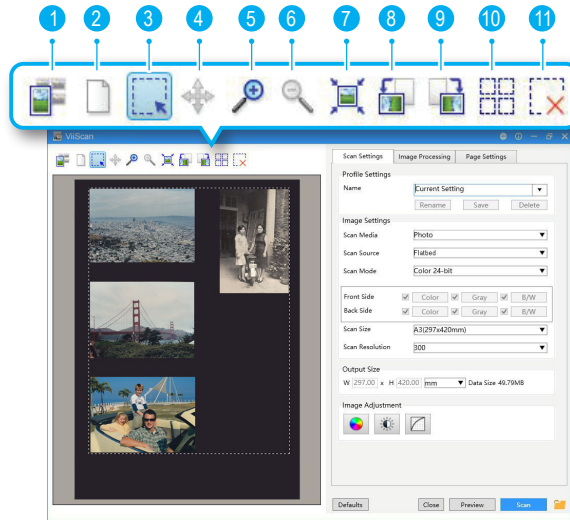 1 2 3 4 5 6 7 8 9 10 11
ViiScan
Scan Settings Image Processing Page Settings
Profile Settings
Name Current Setting
Rename Save Delete
Image Settings
Scan Media Photo
Scan Source Flatbed
Scan Mode Color 24-bit
Front Side Color Gray B/W
Back Side Color Gray B/W
Scan Size A3(297x420mm)
Scan Resolution 300
Output Size
W 297.00 x H 420.00 mm Data Size 49.79MB
Image Adjustment
Defaults Close Preview Scan